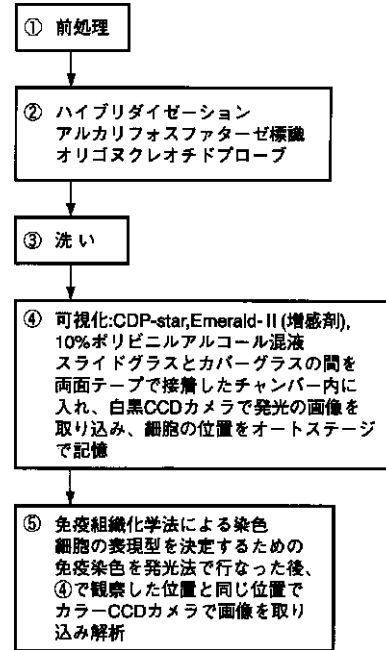 ① 前処理
② ハイブリダイゼーション
アルカリフォスファターゼ標識
オリゴヌクレオチドプローブ
③ 洗い
④ 可視化:CDP-star,Emerald-Ⅱ(増感剤),
10%ポリビニルアルコール混液
スライドグラスとカバーグラスの間を
両面テープで接着したチャンバー内に
入れ、白黒CCDカメラで発光の画像を
取り込み、細胞の位置をオートステージ
で記憶
⑤ 免疫組織化学法による染色
細胞の表現型を決定するための
免疫染色を発光法で行なった後、
④で観察した位置と同じ位置で
カラーCCDカメラで画像を取り
込み解析